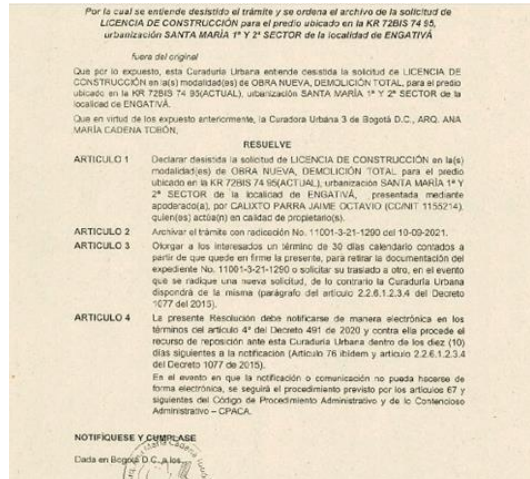 Por la cual se entiende desistido el trámite y se ordena el archivo de la solicitud de
LICENCIA DE CONSTRUCCIÓN para el predio ubicado en la KR 72BIS 74 95,
urbanización SANTA MARÍA 1ª Y 2ª SECTOR de la localidad de ENGATIVÁ
fuera del original
Que por lo expuesto, esta Curaduría Urbana entiende desistida la solicitud de LICENCIA DE
CONSTRUCCIÓN en la(s) modalidad(es) de OBRA NUEVA, DEMOLICIÓN TOTAL, para el predio
ubicado en la KR 72BIS 74 95(ACTUAL), urbanización SANTA MARÍA 1ª Y 2ª SECTOR de la
localidad de ENGATIVÁ.
Que en virtud de los expuesto anteriormente, la Curadora Urbana 3 de Bogotá D.C., ARQ. ANA
MARÍA CADENA TOBÓN,
RESUELVE
ARTICULO 1 Declarar desistida la solicitud de LICENCIA DE CONSTRUCCIÓN en la(s)
modalidad(es) de OBRA NUEVA, DEMOLICIÓN TOTAL, para el predio
ubicado en la KR 72BIS 74 95(ACTUAL), urbanización SANTA MARÍA 1ª Y
2ª SECTOR de la localidad de ENGATIVÁ, presentada mediante
apoderado(a), por CALIXTO PARRA JAIME OCTAVIO (CC/NIT 1155214),
quien(es) actúa(n) en calidad de propietario(s).
ARTICULO 2 Archivar el trámite con radicación No. 11001-3-21-1290 del 10-09-2021.
ARTICULO 3 Otorgar a los interesados un término de 30 días calendario contados a
partir de que quede en firme la presente, para retirar la documentación del
expediente No. 11001-3-21-1290 o solicitar su traslado a otro, en el evento
que se radique una nueva solicitud, de lo contrario la Curaduría Urbana
dispondrá de la misma (parágrafo del artículo 2.2.6.1.2.3.4 del Decreto
1077 del 2015).
ARTICULO 4 La presente Resolución debe notificarse de manera electrónica en los
términos del artículo 4º del Decreto 491 de 2020 y contra ella procede el
recurso de reposición ante esta Curaduría Urbana dentro de los diez (10)
días siguientes a la notificación (Artículo 76 ibidem y artículo 2.2.6.1.2.3.4
del Decreto 1077 de 2015).
En el evento en que la notificación o comunicación no pueda hacerse de
forma electrónica, se seguirá el procedimiento previsto por los artículos 67 y
siguientes del Código de Procedimiento Administrativo y de lo Contencioso
Administrativo – CPACA.
NOTIFÍQUESE Y CUMPLASE
María Cadena
Dada en Bogotá D.C., a los